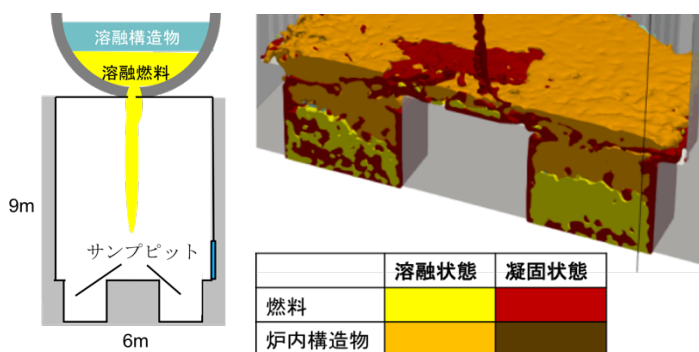 溶融構造物
溶融燃料
9m
サンプピット
6m
溶融状態 凝固状態
燃料
炉内構造物